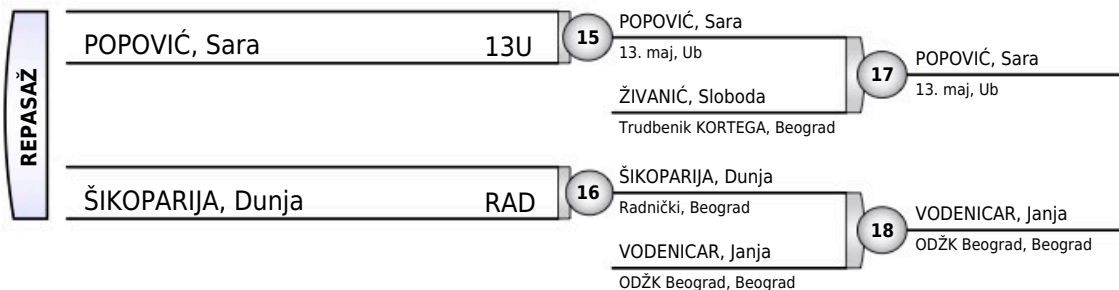 REPASAŽ
POPOVIĆ, Sara 13U
15
POPOVIĆ, Sara
13. maj, Ub
ŽIVANIĆ, Sloboda
Trudbenik KORTEGA, Beograd
17
POPOVIĆ, Sara
13. maj, Ub
ŠIKOPARIJA, Dunja RAD
16
ŠIKOPARIJA, Dunja
Radnički, Beograd
VODENICAR, Janja
ODŽK Beograd, Beograd
18
VODENICAR, Janja
ODŽK Beograd, Beograd